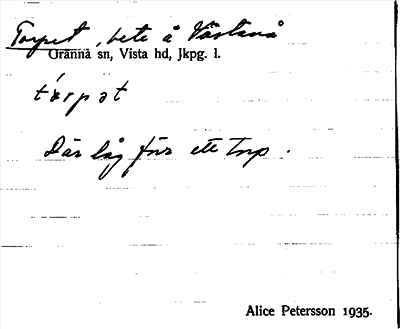 Torpet, bete å Västanå
Gränna sn, Vista hd, Jkpg. l.
tórpət
Där låg förr ett torp.
Alice Petersson 1935.